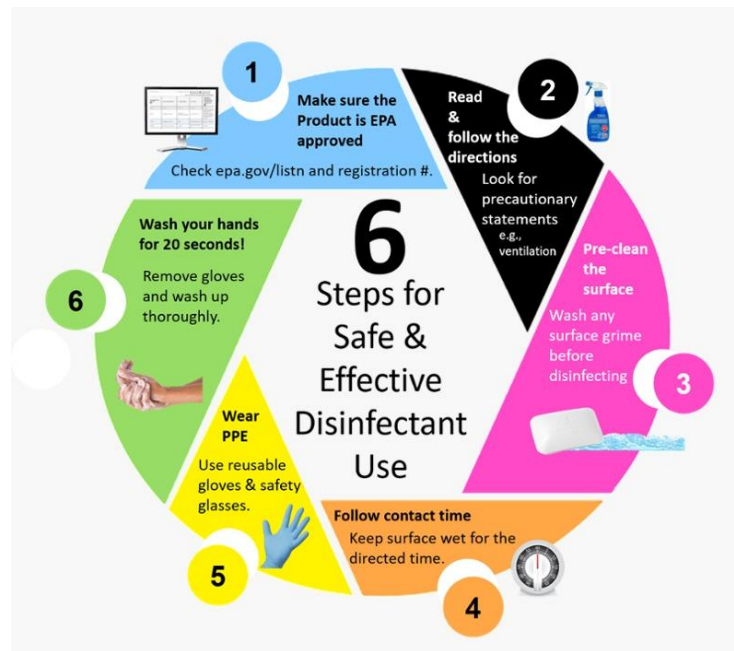 1
Make sure the
Product is EPA
approved
Check epa.gov/listn and registration #.
2
Read
&
follow the
directions
Look for
precautionary
statements
e.g.,
ventilation
Pre-clean
the
surface
Wash any
surface grime
before
disinfecting
3
Follow contact time
Keep surface wet for the
directed time.
4
Wear
PPE
Use reusable
gloves & safety
glasses.
5
Wash your hands
for 20 seconds!
Remove gloves
and wash up
thoroughly.
6
6
Steps for
Safe &
Effective
Disinfectant
Use